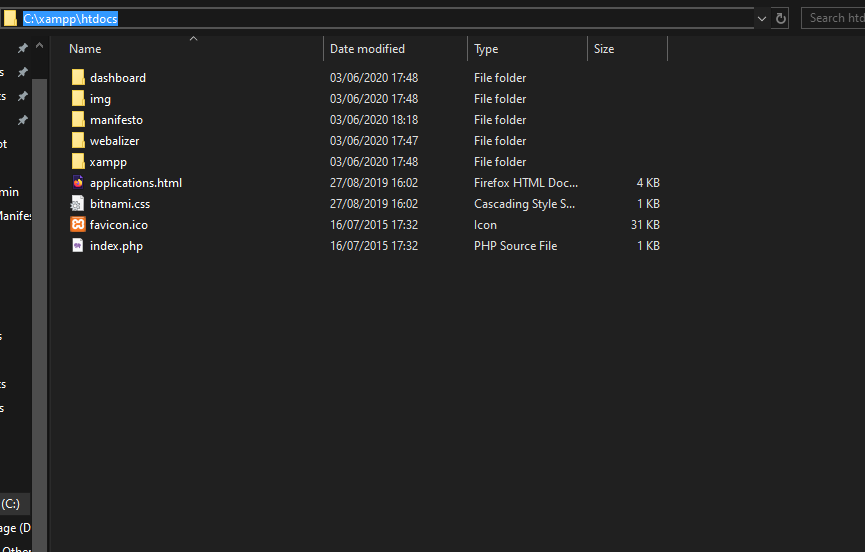 C:\xampp\htdocs
Search htd
Name Date modified Type Size
dashboard 03/06/2020 17:48 File folder
img 03/06/2020 17:48 File folder
manifesto 03/06/2020 18:18 File folder
webalizer 03/06/2020 17:47 File folder
xampp 03/06/2020 17:48 File folder
applications.html 27/08/2019 16:02 Firefox HTML Doc... 4 KB
bitnami.css 27/08/2019 16:02 Cascading Style S... 1 KB
favicon.ico 16/07/2015 17:32 Icon 31 KB
index.php 16/07/2015 17:32 PHP Source File 1 KB
s
ts
ot
min
Manifes
s
ts
s
(C:)
age (D
Other